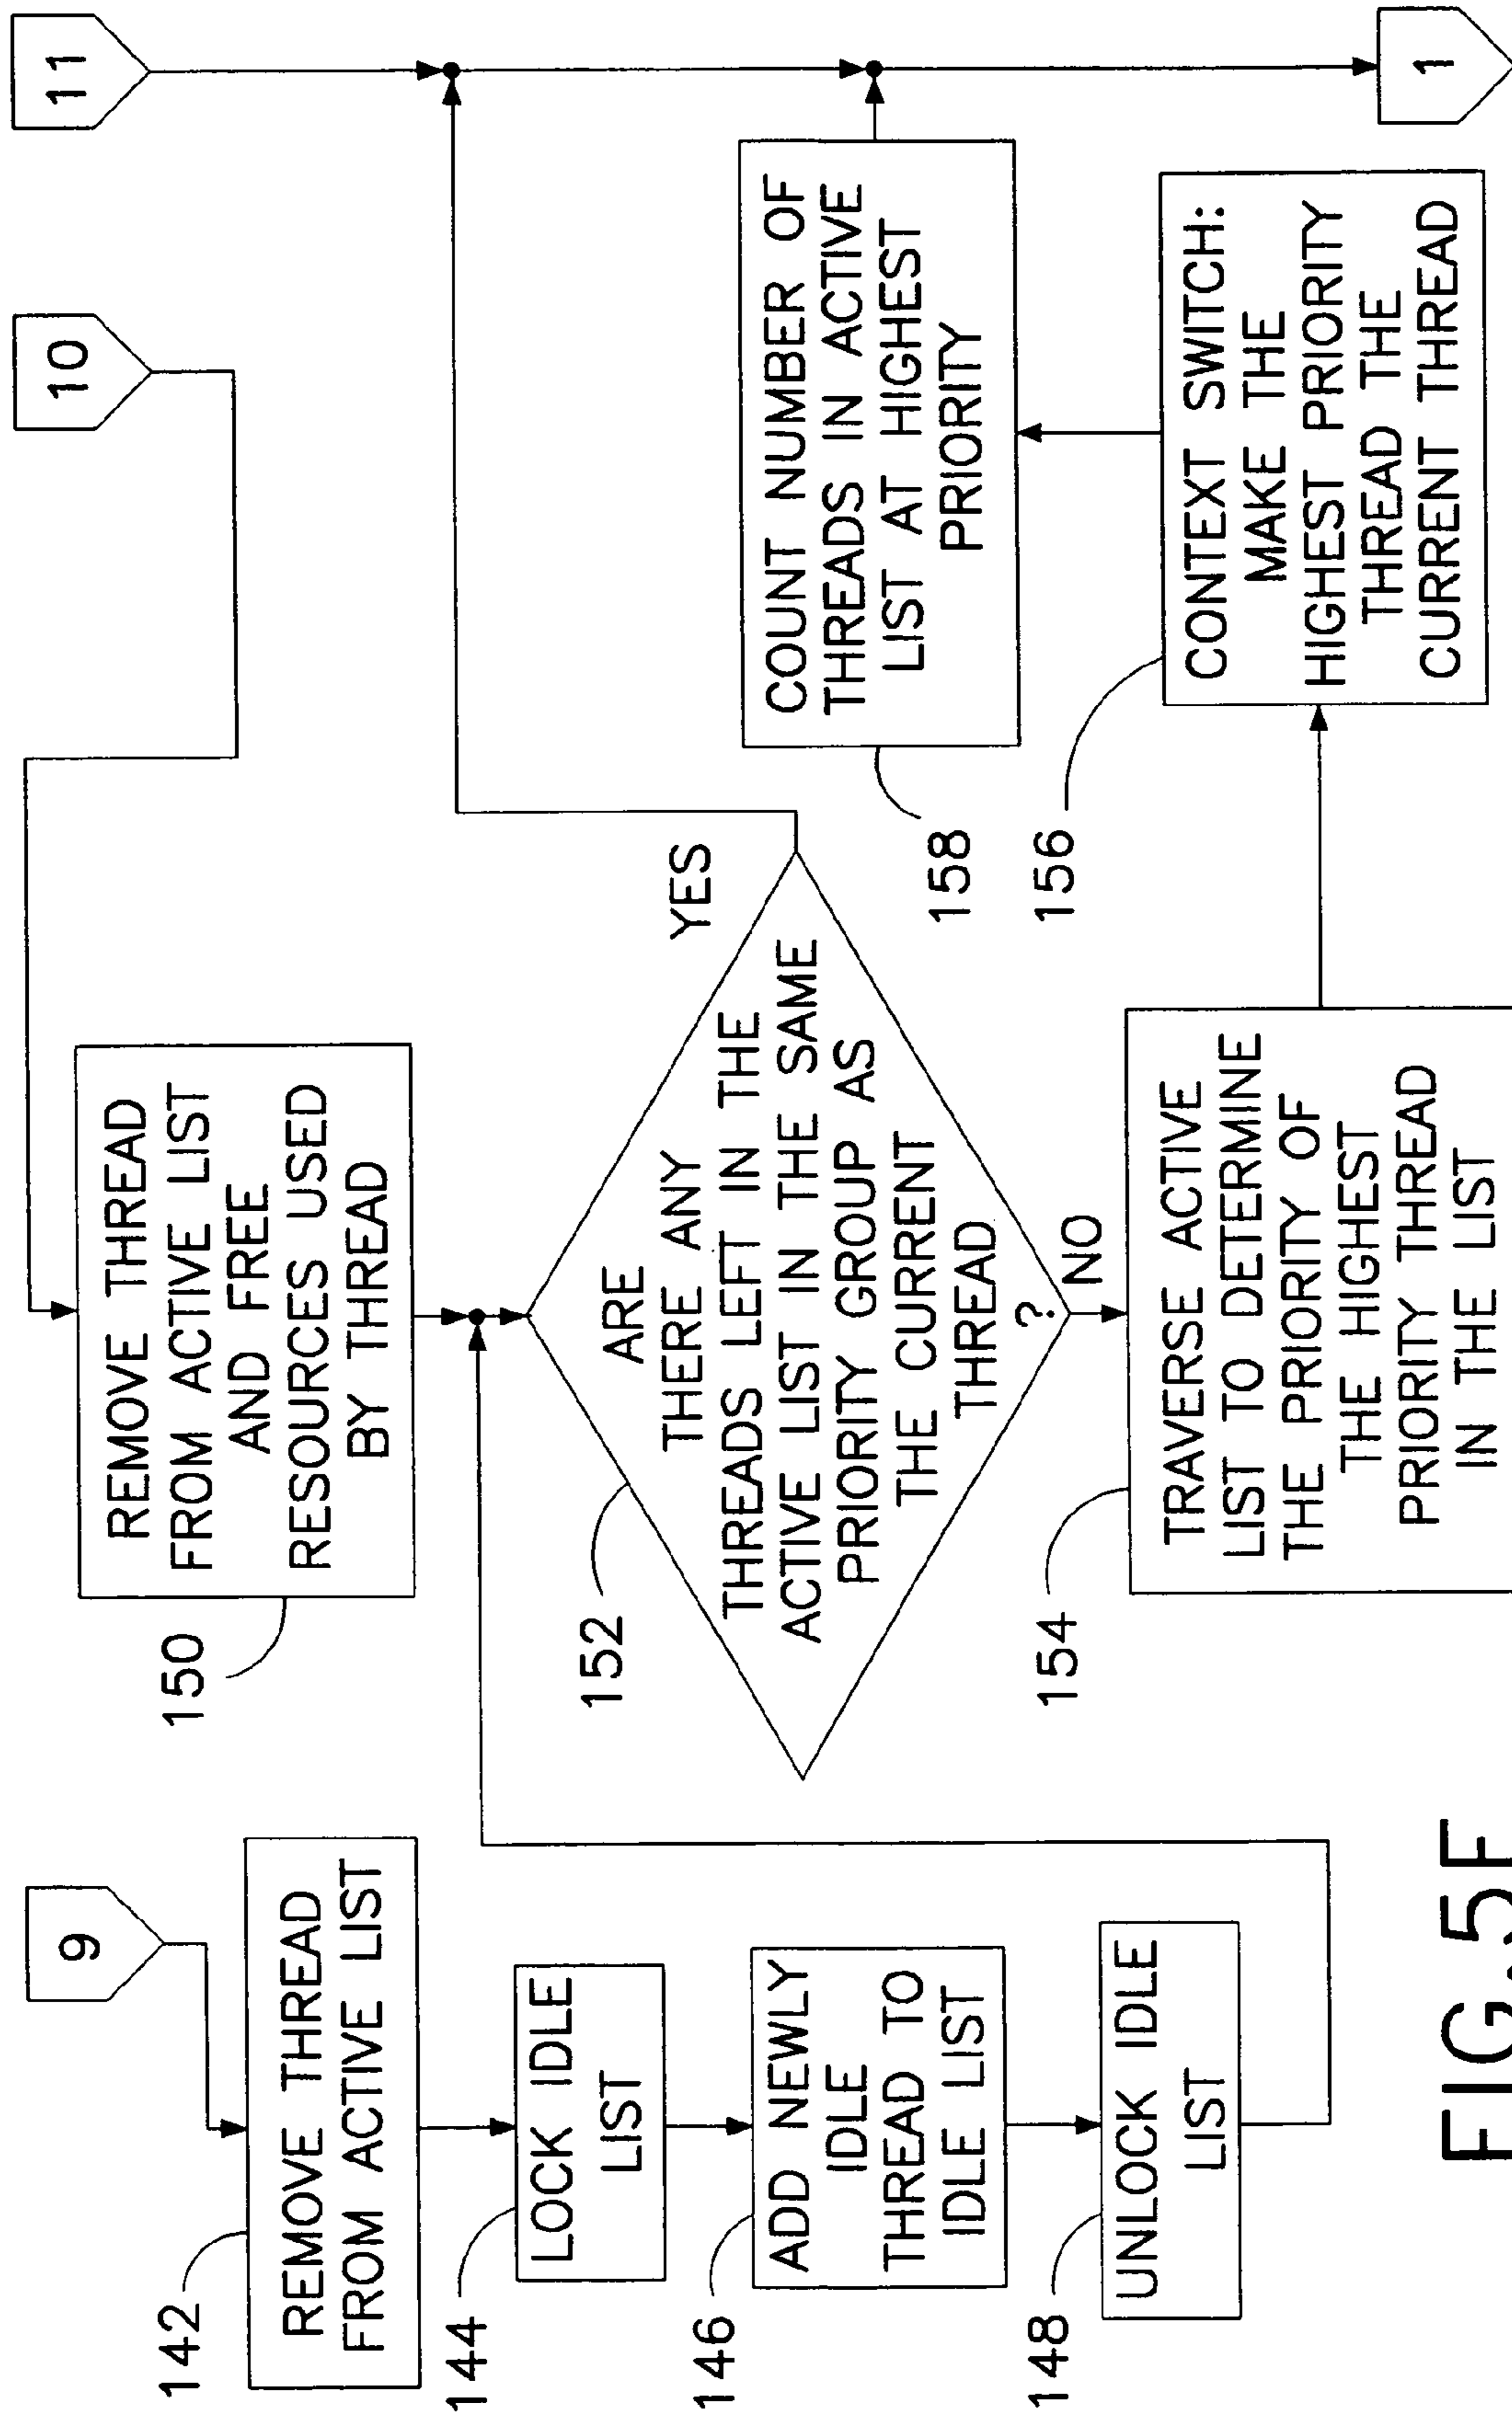 9
10
11
142
REMOVE THREAD
FROM ACTIVE LIST
144
LOCK IDLE
LIST
146
ADD NEWLY
IDLE
THREAD TO
IDLE LIST
148
UNLOCK IDLE
LIST
150
REMOVE THREAD
FROM ACTIVE LIST
AND FREE
RESOURCES USED
BY THREAD
152
ARE
THERE ANY
THREADS LEFT IN THE
ACTIVE LIST IN THE SAME
PRIORITY GROUP AS
THE CURRENT
THREAD
?
YES
NO
154
TRAVERSE ACTIVE
LIST TO DETERMINE
THE PRIORITY OF
THE HIGHEST
PRIORITY THREAD
IN THE LIST
156
CONTEXT SWITCH:
MAKE THE
HIGHEST PRIORITY
THREAD THE
CURRENT THREAD
158
COUNT NUMBER OF
THREADS IN ACTIVE
LIST AT HIGHEST
PRIORITY
1